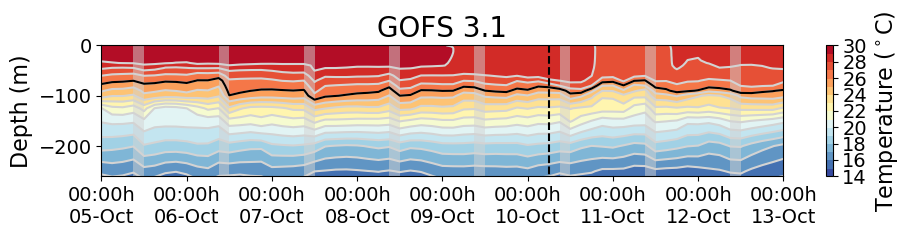 GOFS 3.1
Depth (m)
0
−100
−200
00:00h 00:00h 00:00h 00:00h 00:00h 00:00h 00:00h 00:00h 00:00h
05-Oct 06-Oct 07-Oct 08-Oct 09-Oct 10-Oct 11-Oct 12-Oct 13-Oct
30
28
26
24
22
20
18
16
14
Temperature (°C)